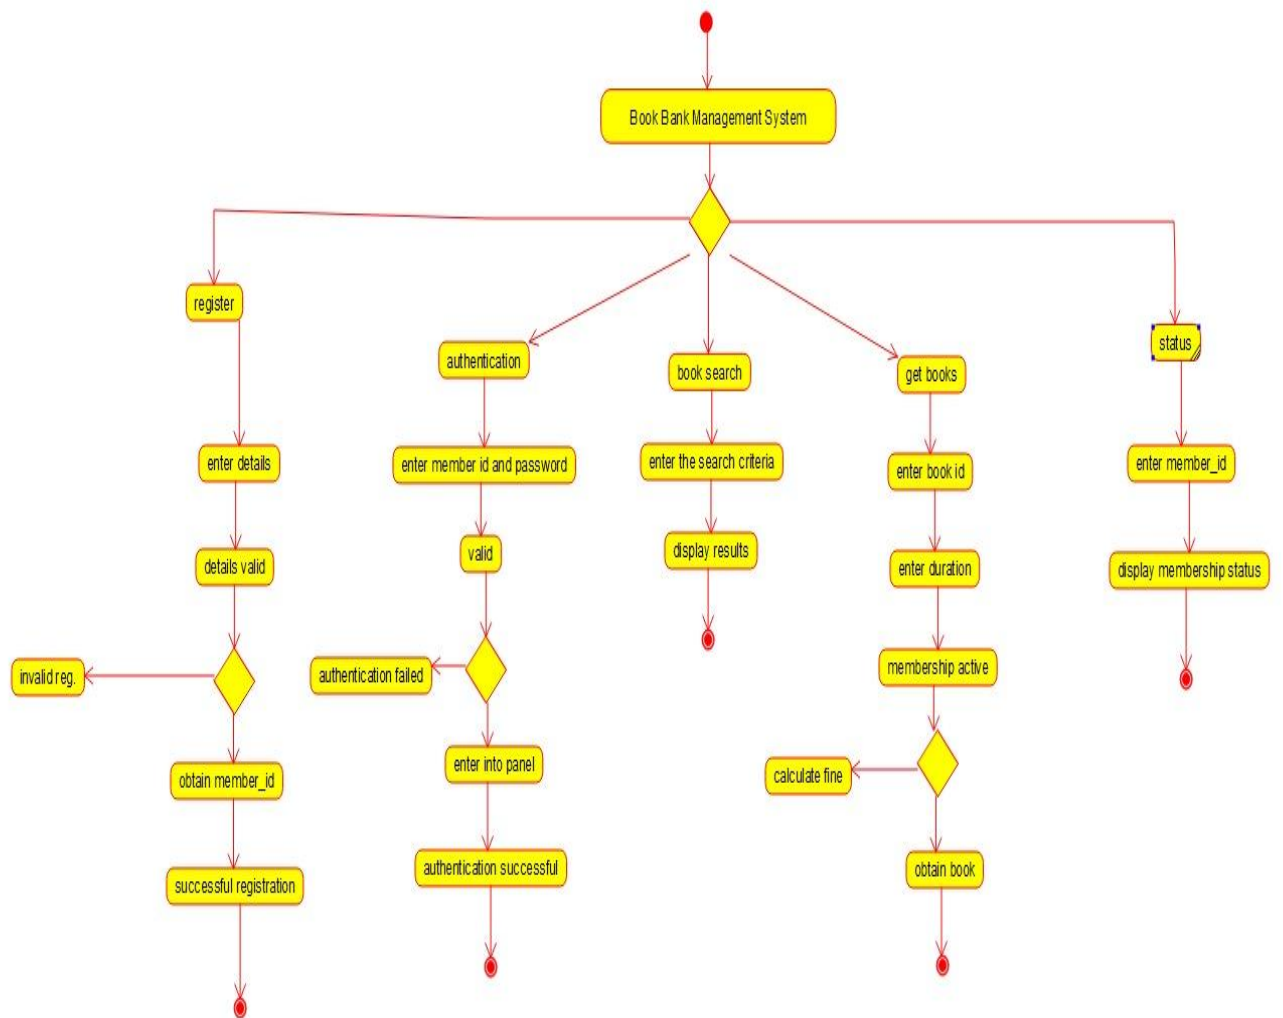 Book Bank Management System
register
authentication
book search
get books
status
enter details
enter member id and password
enter the search criteria
enter book id
enter member_id
details valid
valid
display results
enter duration
display membership status
invalid reg.
authentication failed
membership active
obtain member_id
enter into panel
calculate fine
successful registration
authentication successful
obtain book